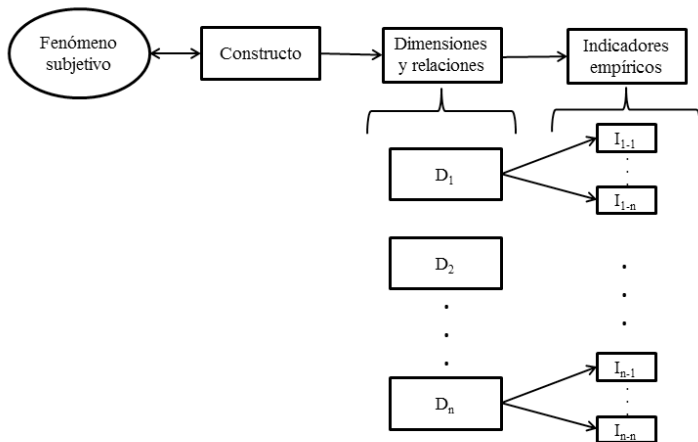 Fenómeno
subjetivo
Constructo
Dimensiones
y relaciones
Indicadores
empíricos
D₁
I₁₋₁
I₁₋ₙ
D₂
Dₙ
Iₙ₋₁
Iₙ₋ₙ